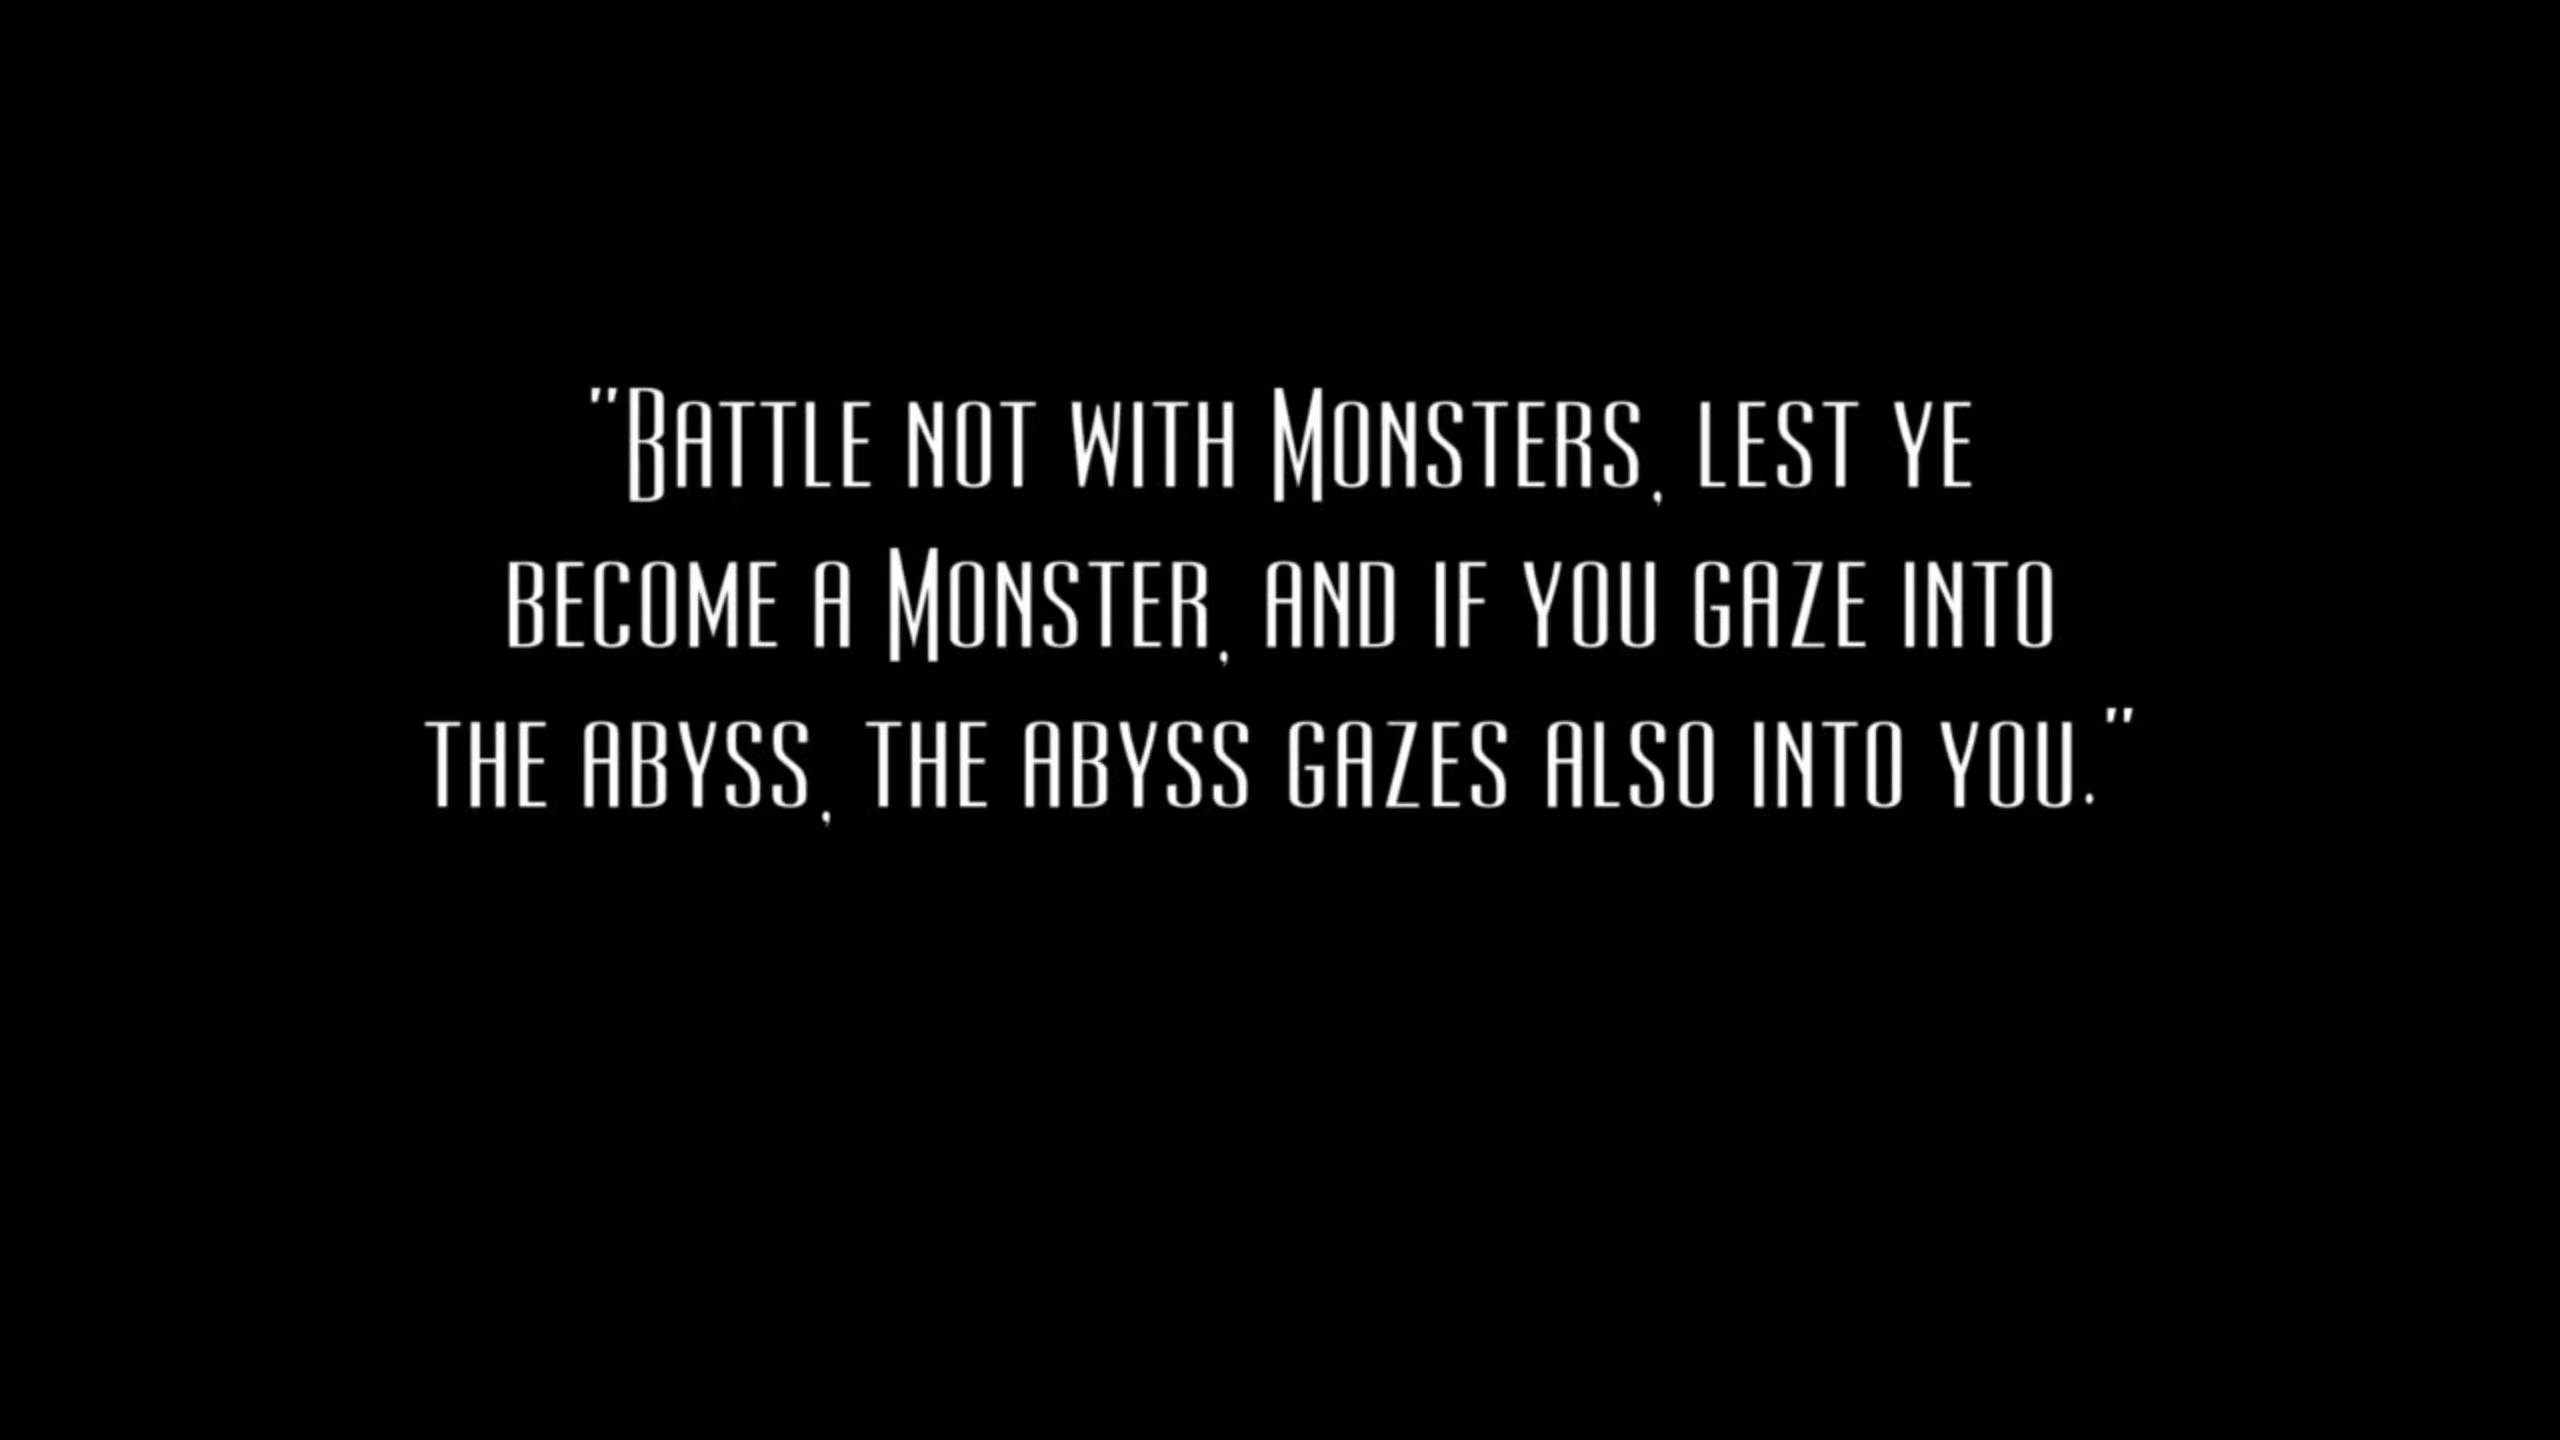 "Battle not with Monsters, lest ye
become a Monster, and if you gaze into
the abyss, the abyss gazes also into you."